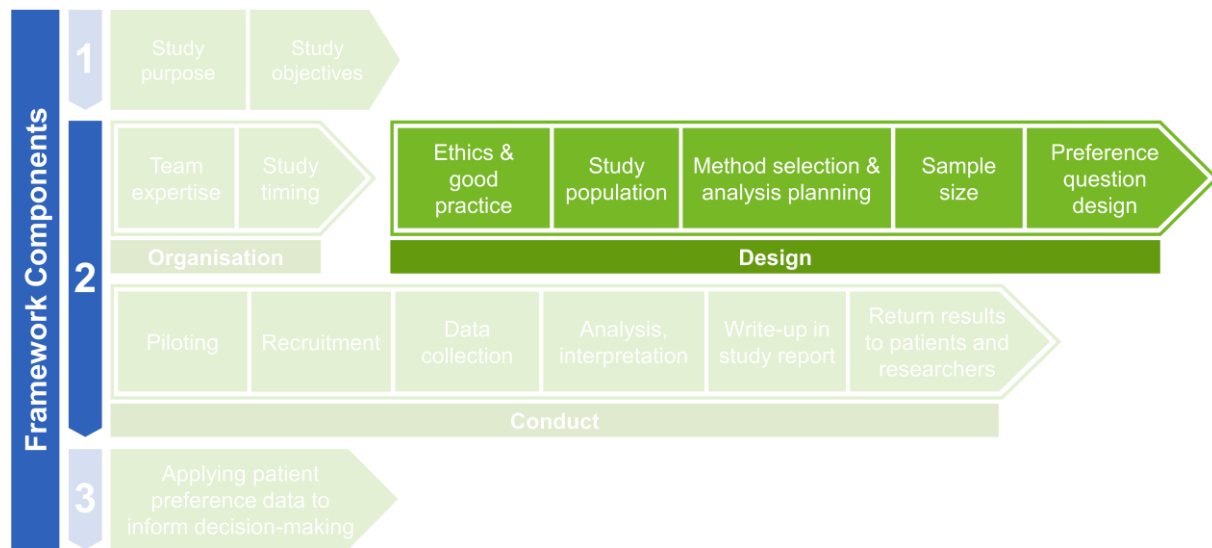 Framework Components
1
Study
purpose
Study
objectives
2
Team
expertise
Study
timing
Organisation
Ethics &
good
practice
Study
population
Method selection &
analysis planning
Sample
size
Preference
question
design
Design
Piloting
Recruitment
Data
collection
Analysis,
interpretation
Write-up in
study report
Return results
to patients and
researchers
Conduct
3
Applying patient
preference data to
inform decision-making